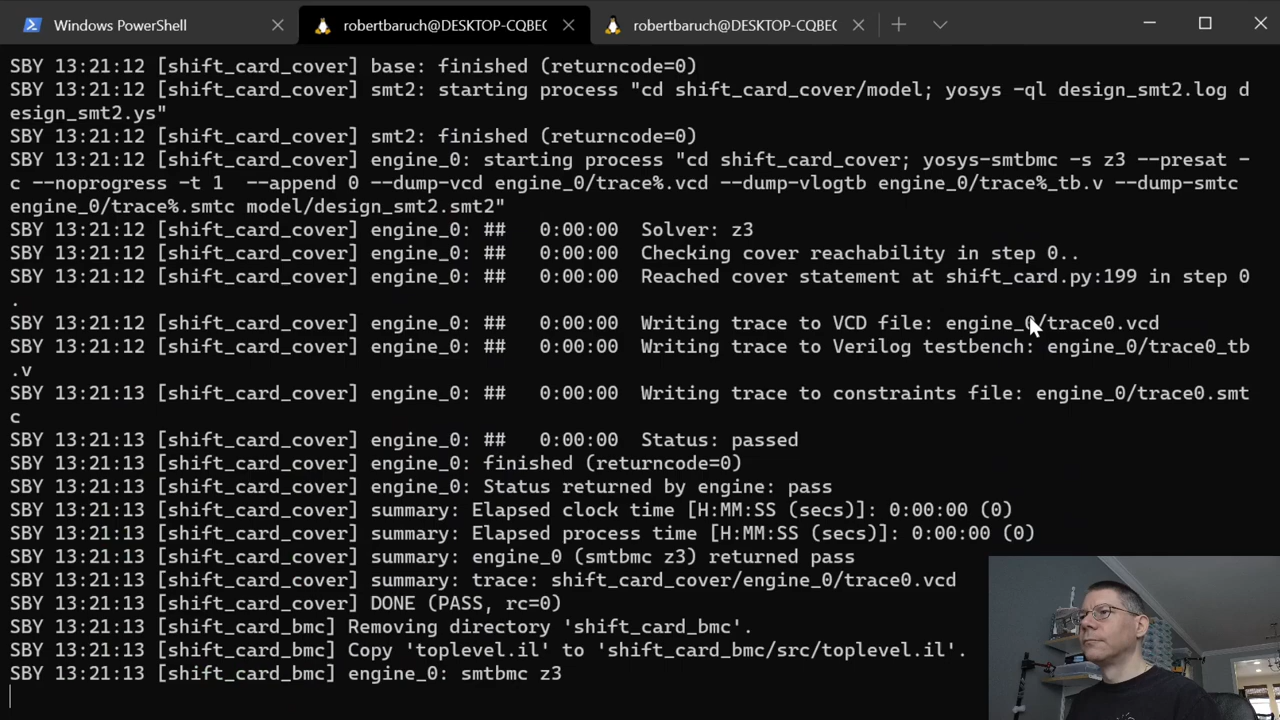 Windows PowerShell
robertbaruch@DESKTOP-CQBEC
robertbaruch@DESKTOP-CQBEC
SBY 13:21:12 [shift_card_cover] base: finished (returncode=0)
SBY 13:21:12 [shift_card_cover] smt2: starting process "cd shift_card_cover/model; yosys -ql design_smt2.log d
esign_smt2.ys"
SBY 13:21:12 [shift_card_cover] smt2: finished (returncode=0)
SBY 13:21:12 [shift_card_cover] engine_0: starting process "cd shift_card_cover; yosys-smtbmc -s z3 --presat -
c --noprogress -t 1  --append 0 --dump-vcd engine_0/trace%.vcd --dump-vlogtb engine_0/trace%_tb.v --dump-smtc
engine_0/trace%.smtc model/design_smt2.smt2"
SBY 13:21:12 [shift_card_cover] engine_0: ##   0:00:00  Solver: z3
SBY 13:21:12 [shift_card_cover] engine_0: ##   0:00:00  Checking cover reachability in step 0..
SBY 13:21:12 [shift_card_cover] engine_0: ##   0:00:00  Reached cover statement at shift_card.py:199 in step 0
.
SBY 13:21:12 [shift_card_cover] engine_0: ##   0:00:00  Writing trace to VCD file: engine_0/trace0.vcd
SBY 13:21:12 [shift_card_cover] engine_0: ##   0:00:00  Writing trace to Verilog testbench: engine_0/trace0_tb
.v
SBY 13:21:13 [shift_card_cover] engine_0: ##   0:00:00  Writing trace to constraints file: engine_0/trace0.smt
c
SBY 13:21:13 [shift_card_cover] engine_0: ##   0:00:00  Status: passed
SBY 13:21:13 [shift_card_cover] engine_0: finished (returncode=0)
SBY 13:21:13 [shift_card_cover] engine_0: Status returned by engine: pass
SBY 13:21:13 [shift_card_cover] summary: Elapsed clock time [H:MM:SS (secs)]: 0:00:00 (0)
SBY 13:21:13 [shift_card_cover] summary: Elapsed process time [H:MM:SS (secs)]: 0:00:00 (0)
SBY 13:21:13 [shift_card_cover] summary: engine_0 (smtbmc z3) returned pass
SBY 13:21:13 [shift_card_cover] summary: trace: shift_card_cover/engine_0/trace0.vcd
SBY 13:21:13 [shift_card_cover] DONE (PASS, rc=0)
SBY 13:21:13 [shift_card_bmc] Removing directory 'shift_card_bmc'.
SBY 13:21:13 [shift_card_bmc] Copy 'toplevel.il' to 'shift_card_bmc/src/toplevel.il'.
SBY 13:21:13 [shift_card_bmc] engine_0: smtbmc z3